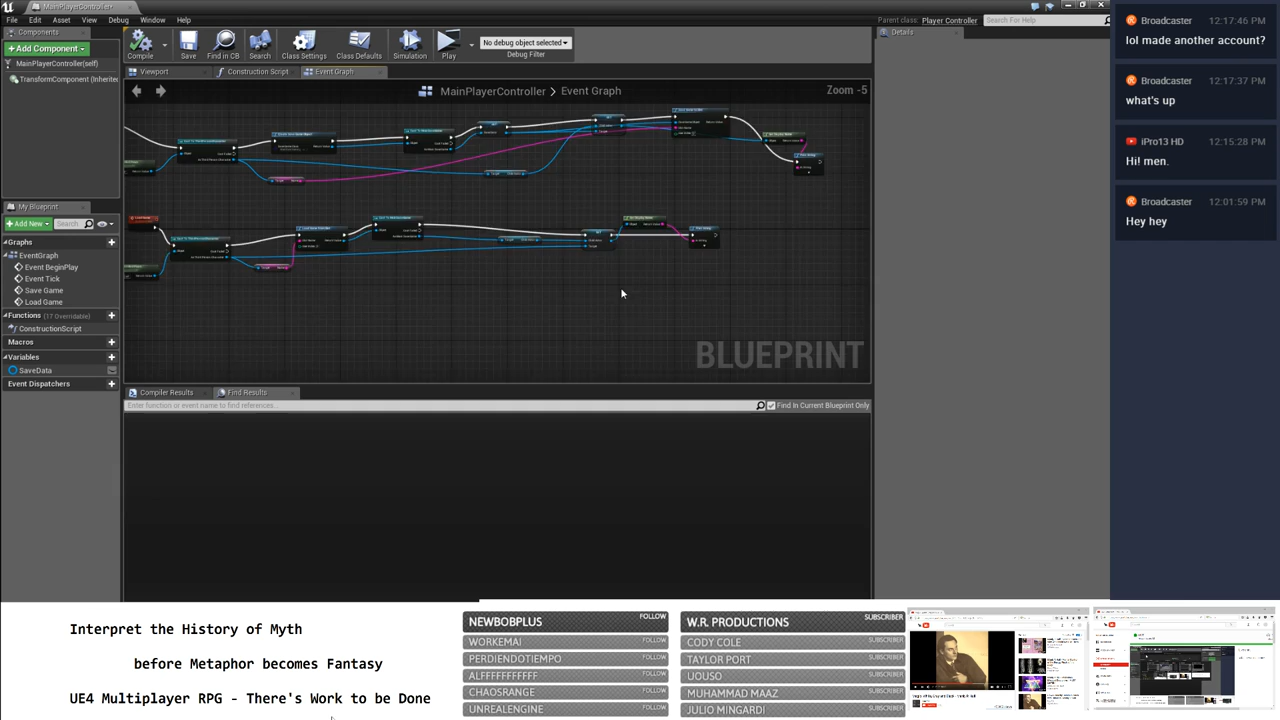 MainPlayerController*
File Edit Asset View Debug Window Help
Parent class: Player Controller
Search For Help
Components
+Add Component
MainPlayerController(self)
TransformComponent (Inherite
Compile
Save
Find in CB
Search
Class Settings
Class Defaults
Simulation
Play
No debug object selected
Debug Filter
Details
Viewport
Construction Script
Event Graph
MainPlayerController > Event Graph
Zoom -5
BLUEPRINT
My Blueprint
+Add New
Search
Graphs
EventGraph
Event BeginPlay
Event Tick
Save Game
Load Game
Functions (17 Overridable)
ConstructionScript
Macros
Variables
SaveData
Event Dispatchers
Compiler Results
Find Results
Enter function or event name to find references...
Find In Current Blueprint Only
Broadcaster 12:17:46 PM
lol made another account?
Broadcaster 12:17:37 PM
what's up
iPro13 HD 12:15:28 PM
Hi! men.
Broadcaster 12:01:59 PM
Hey hey
Interpret the History of Myth
before Metaphor becomes Fantasy
UE4 Multiplayer RPG: There's work to be done
NEWBOBPLUS FOLLOW
WORKEMAI FOLLOW
PERDIENDOTIEMPO FOLLOW
ALFFFFFFFFFF FOLLOW
CHAOSRANGE FOLLOW
UNREALENGINE FOLLOW
W.R. PRODUCTIONS SUBSCRIBER
CODY COLE SUBSCRIBER
TAYLOR PORT SUBSCRIBER
UOUSO SUBSCRIBER
MUHAMMAD MAAZ SUBSCRIBER
JULIO MINGARDI SUBSCRIBER